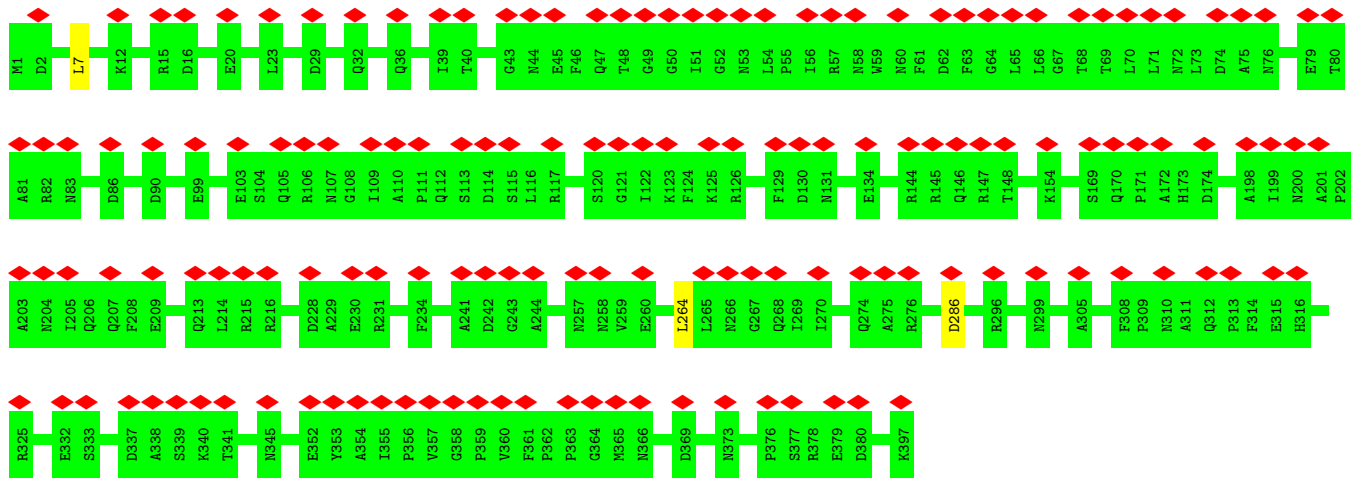 M1 D2 L7 K12 R15 D16 E20 L23 D29 Q32 Q36 I39 T40 G43 N44 E45 F46 Q47 T48 G49 G50 I51 G52 N53 L54 P55 I56 R57 N58 W59 N60 F61 D62 F63 G64 L65 L66 G67 T68 T69 L70 L71 N72 L73 D74 A75 N76 E79 T80
A81 R82 N83 D86 D90 E99 E103 S104 Q105 R106 N107 G108 I109 A110 P111 Q112 S113 D114 S115 L116 R117 S120 G121 I122 K123 F124 K125 R126 F129 D130 N131 E134 R144 R145 Q146 R147 T148 K154 S169 Q170 P171 A172 H173 D174 A198 I199 N200 A201 P202
A203 N204 I205 Q206 Q207 F208 E209 Q213 L214 R215 R216 D228 A229 E230 R231 F234 A241 D242 G243 A244 N257 N258 V259 E260 L264 L265 N266 G267 Q268 I269 I270 Q274 A275 R276 D286 R296 N299 A305 F308 P309 N310 A311 Q312 P313 F314 E315 H316
R325 E332 S333 D337 A338 S339 K340 T341 N345 E352 Y353 A354 I355 P356 V357 G358 P359 V360 F361 P362 P363 G364 M365 N366 D369 N373 P376 S377 R378 E379 D380 K397